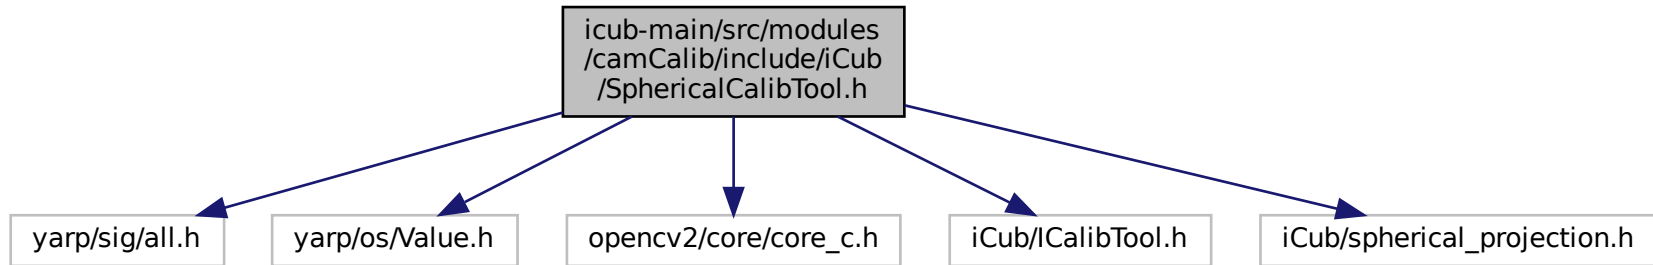 icub-main/src/modules
/camCalib/include/iCub
/SphericalCalibTool.h
yarp/sig/all.h
yarp/os/Value.h
opencv2/core/core_c.h
iCub/ICalibTool.h
iCub/spherical_projection.h